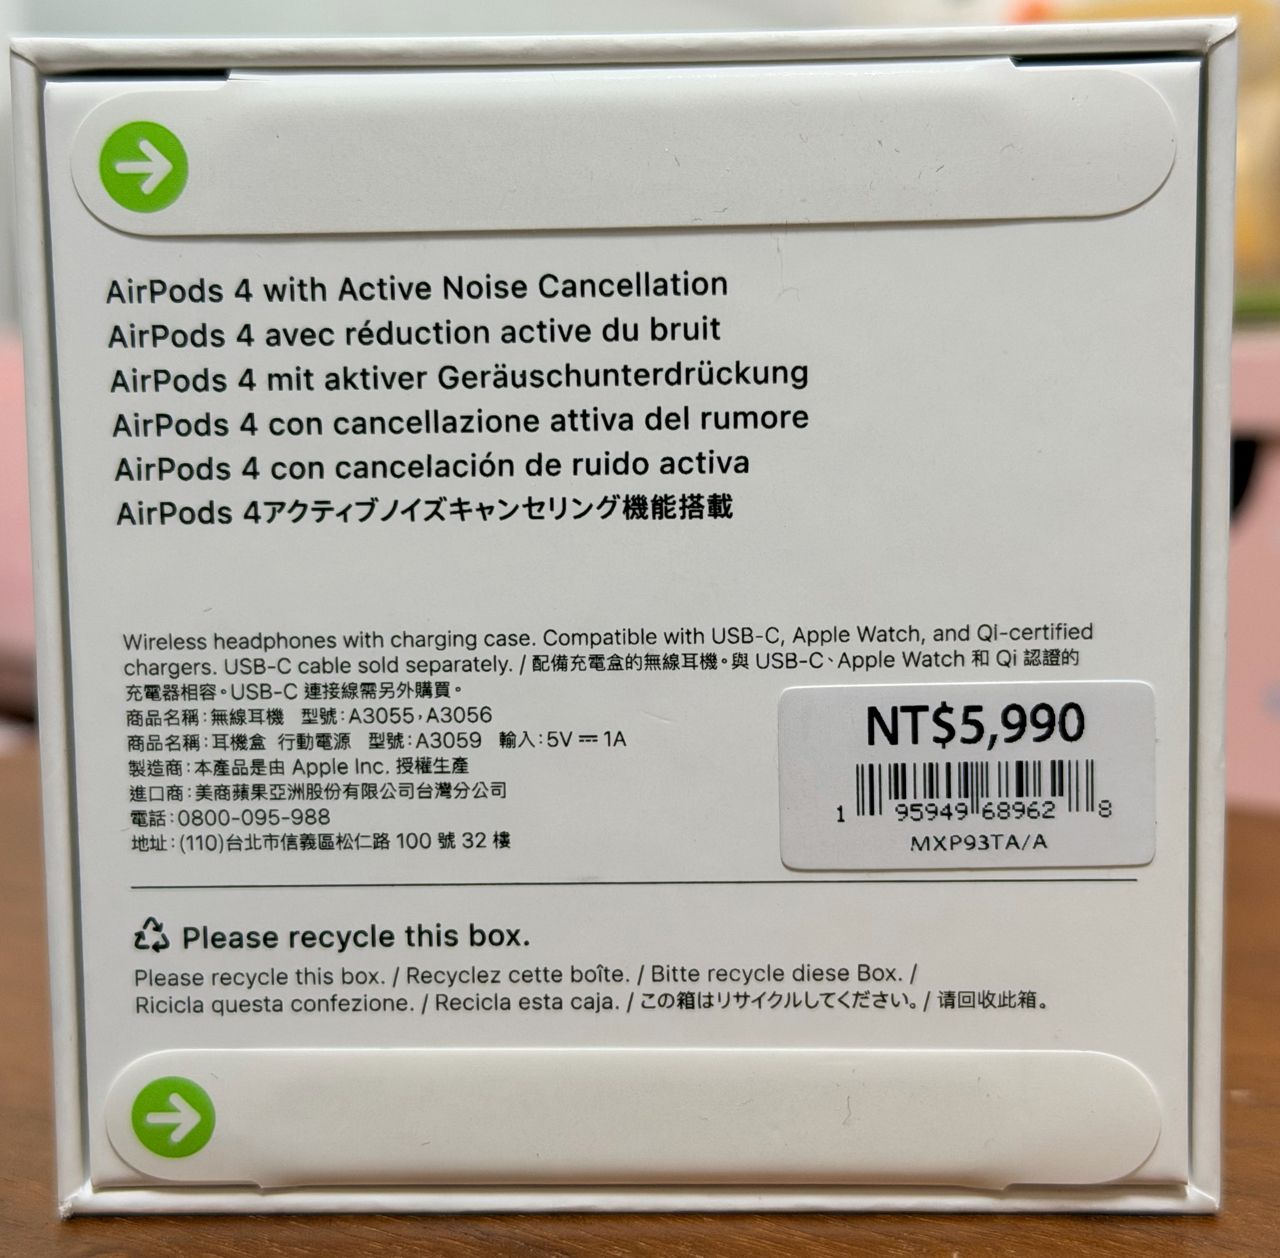 AirPods 4 with Active Noise Cancellation
AirPods 4 avec réduction active du bruit
AirPods 4 mit aktiver Geräuschunterdrückung
AirPods 4 con cancellazione attiva del rumore
AirPods 4 con cancelación de ruido activa
AirPods 4アクティブノイズキャンセリング機能搭載
Wireless headphones with charging case. Compatible with USB-C, Apple Watch, and Qi-certified
chargers. USB-C cable sold separately. / 配備充電盒的無線耳機。與 USB-C、Apple Watch 和 Qi 認證的
充電器相容。USB-C 連接線需另外購買。
商品名稱：無線耳機 型號：A3055，A3056
商品名稱：耳機盒 行動電源 型號：A3059 輸入：5V ⎓ 1A
製造商：本產品是由 Apple Inc. 授權生產
進口商：美商蘋果亞洲股份有限公司台灣分公司
電話：0800-095-988
地址：(110)台北市信義區松仁路 100 號 32 樓
NT$5,990
1 95949 68962 8
MXP93TA/A
Please recycle this box.
Please recycle this box. / Recyclez cette boîte. / Bitte recycle diese Box. /
Ricicla questa confezione. / Recicla esta caja. / この箱はリサイクルしてください。/ 请回收此箱。